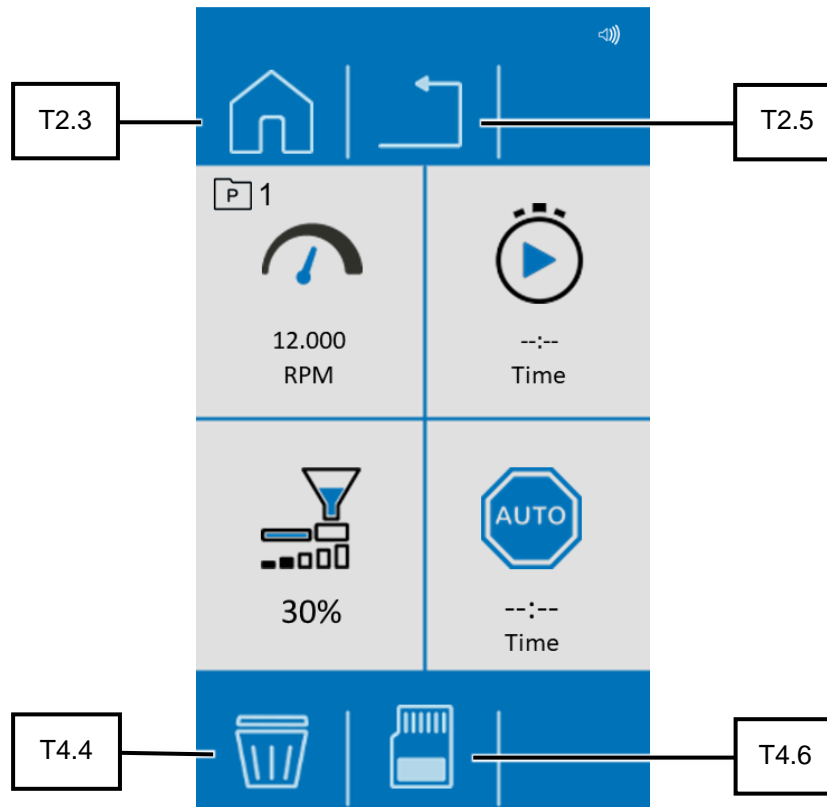 T2.3
T2.5
P 1
12.000
RPM
--:--
Time
30%
AUTO
--:--
Time
T4.4
T4.6